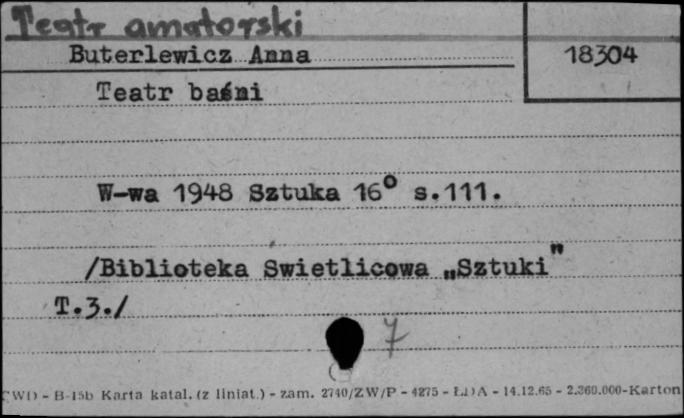 Teatr amatorski
Buterlewicz Anna
18304
Teatr baśni
W-wa 1948 Sztuka 16° s.111.
/Biblioteka Swietlicowa „Sztuki"
T.3./
7
CWD - B-15b Karta katal. (z liniat.) - zam. 2740/ZW/P - 4275 - ŁDA - 14.12.65 - 2.360.000-Karton